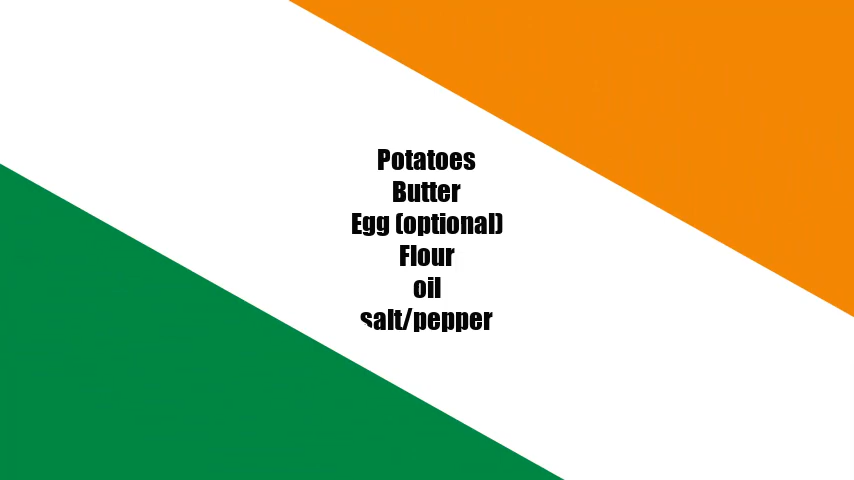 Potatoes
Butter
Egg (optional)
Flour
oil
salt/pepper